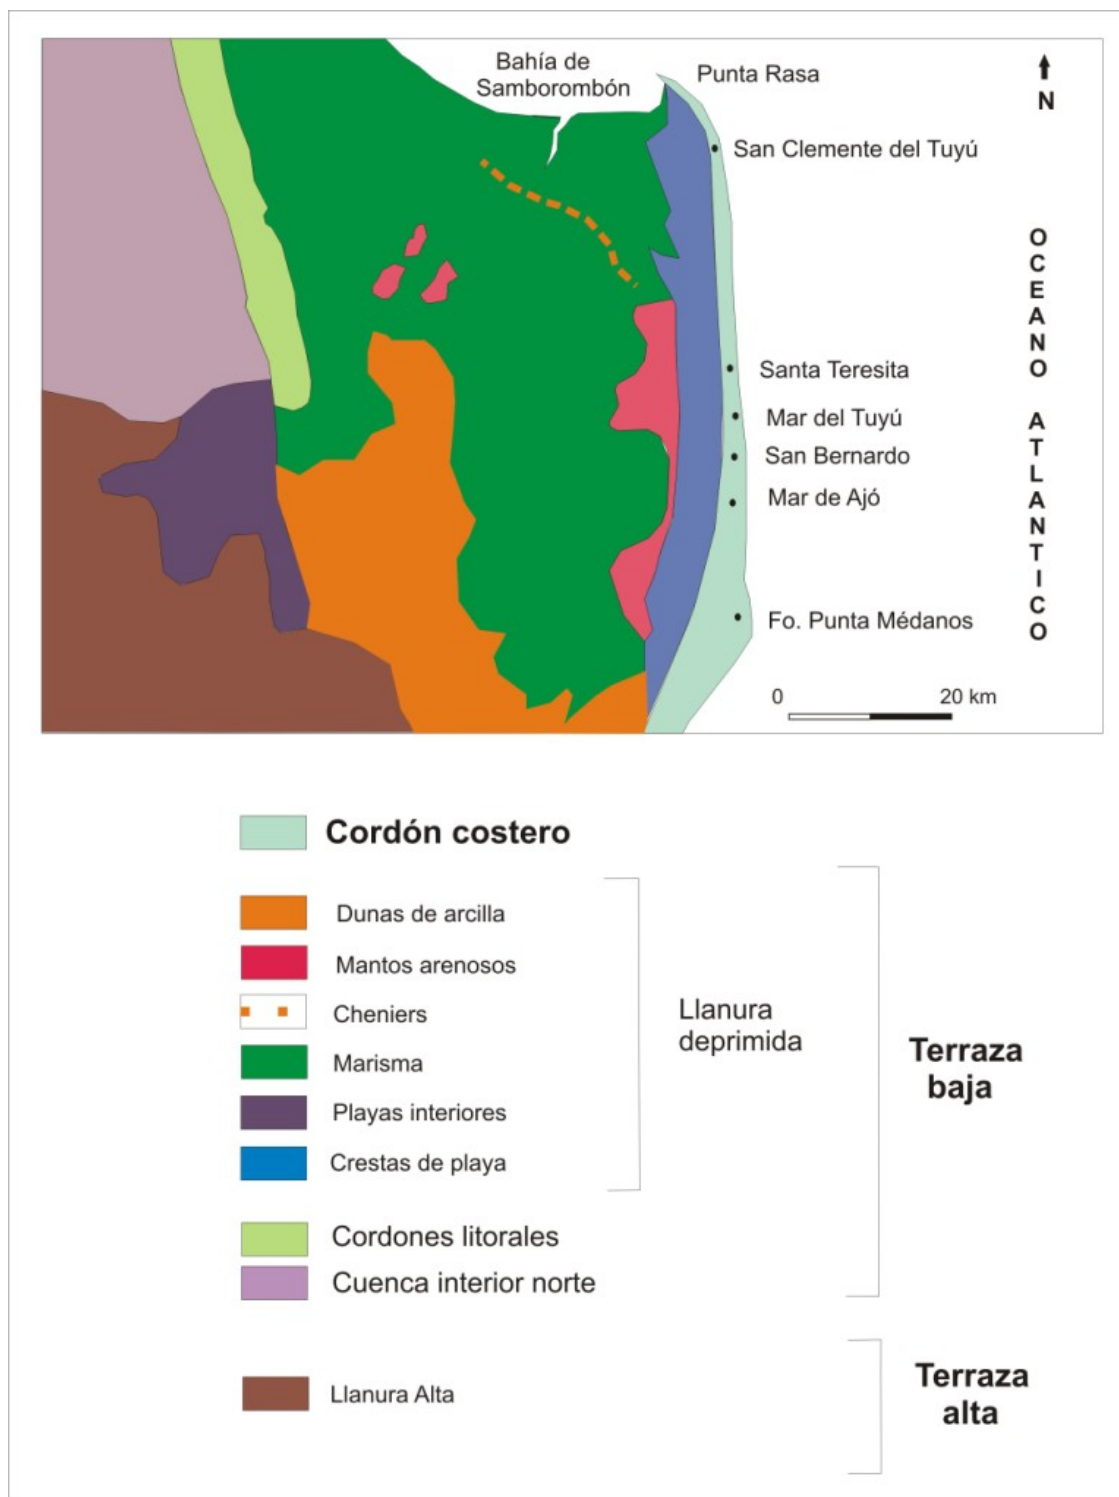 Bahía de
Samborombón
Punta Rasa
N
San Clemente del Tuyú
OCEANO ATLANTICO
Santa Teresita
Mar del Tuyú
San Bernardo
Mar de Ajó
Fo. Punta Médanos
0 20 km
Cordón costero
Dunas de arcilla
Mantos arenosos
Cheniers
Marisma
Playas interiores
Crestas de playa
Llanura
deprimida
Cordones litorales
Cuenca interior norte
Terraza
baja
Llanura Alta
Terraza
alta